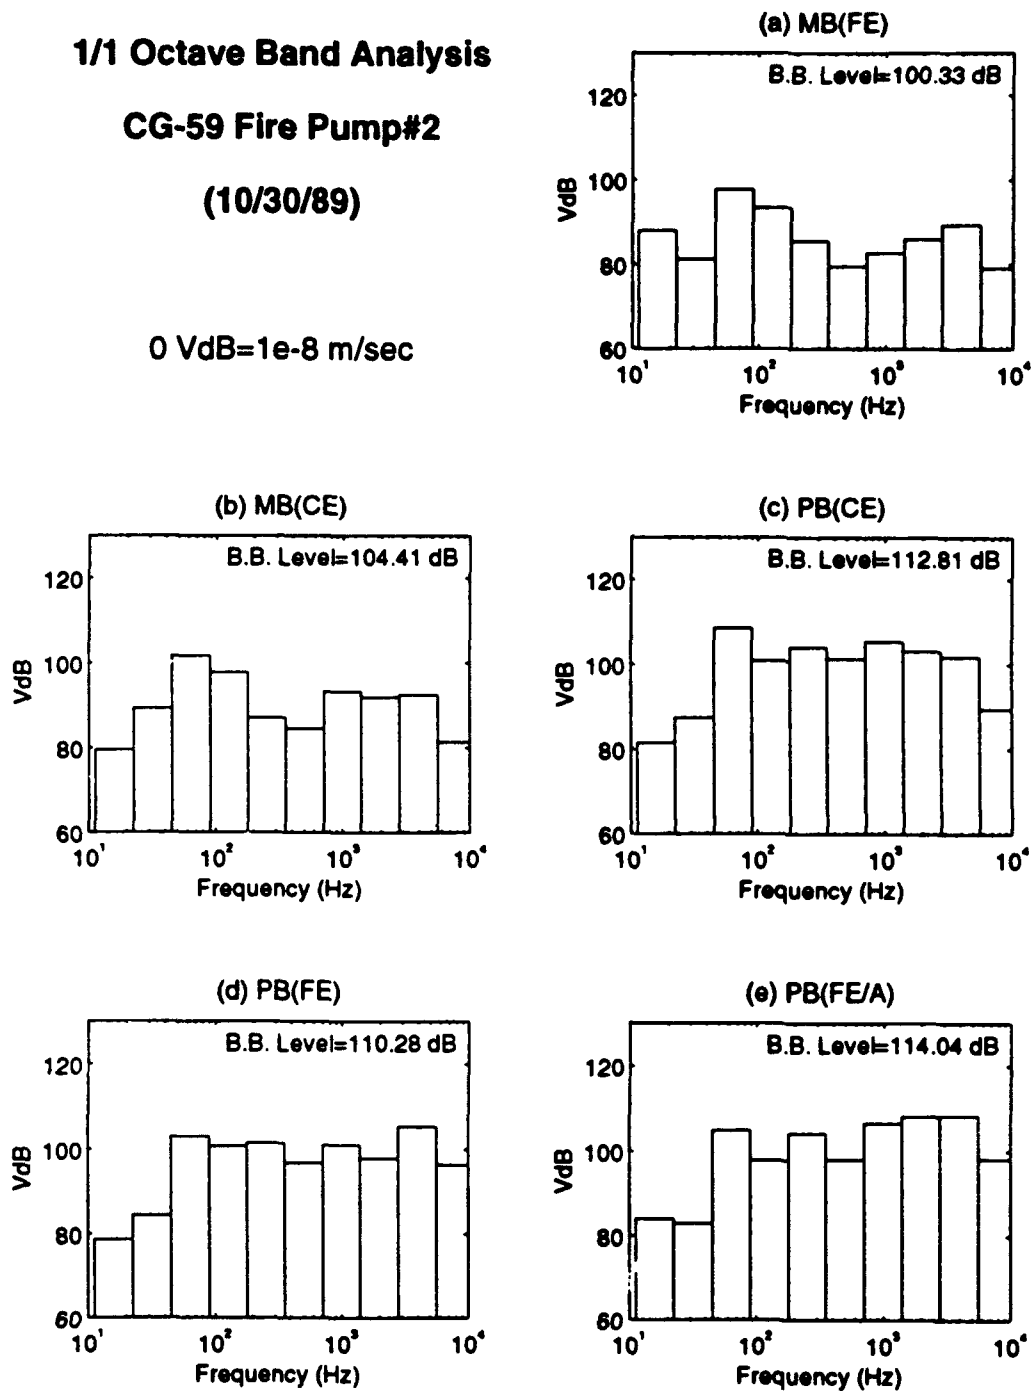 1/1 Octave Band Analysis
CG-59 Fire Pump#2
(10/30/89)
0 VdB=1e-8 m/sec
(a) MB(FE)
B.B. Level=100.33 dB
VdB
120
100
80
60
10¹ 10² 10³ 10⁴
Frequency (Hz)
(b) MB(CE)
B.B. Level=104.41 dB
VdB
120
100
80
60
10¹ 10² 10³ 10⁴
Frequency (Hz)
(c) PB(CE)
B.B. Level=112.81 dB
VdB
120
100
80
60
10¹ 10² 10³ 10⁴
Frequency (Hz)
(d) PB(FE)
B.B. Level=110.28 dB
VdB
120
100
80
60
10¹ 10² 10³ 10⁴
Frequency (Hz)
(e) PB(FE/A)
B.B. Level=114.04 dB
VdB
120
100
80
60
10¹ 10² 10³ 10⁴
Frequency (Hz)